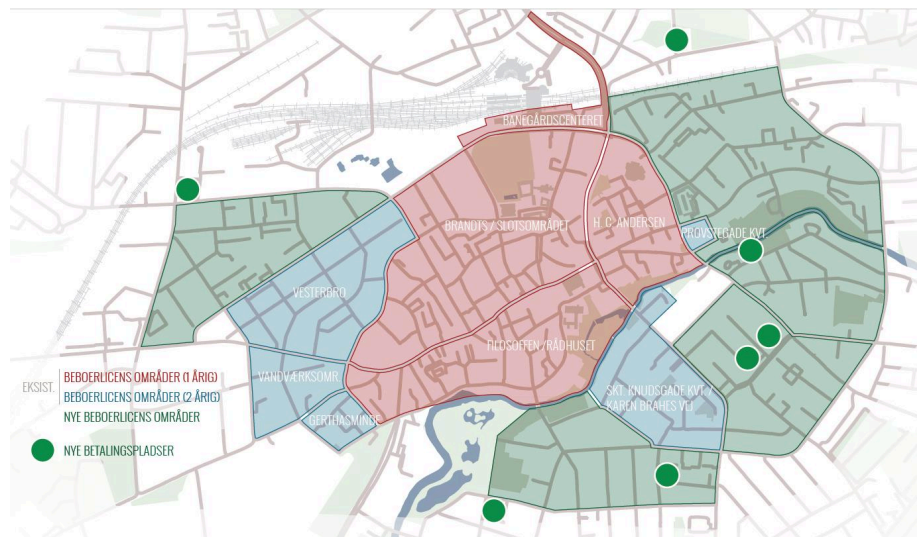 BANEGÅRDSCENTERET
BRANDTS / SLOTSOMRÅDET
H. C. ANDERSEN
PROVSTEGADE KVT.
VESTERBRO
FILOSOFFEN /RÅDHUSET
VANDVÆRKSOMR.
SKT. KNUDSGADE KVT. /
KAREN BRAHES VEJ
GERTHASMINDE
EKSIST.
BEBOERLICENS OMRÅDER (1 ÅRIG)
BEBOERLICENS OMRÅDER (2 ÅRIG)
NYE BEBOERLICENS OMRÅDER
NYE BETALINGSPLADSER